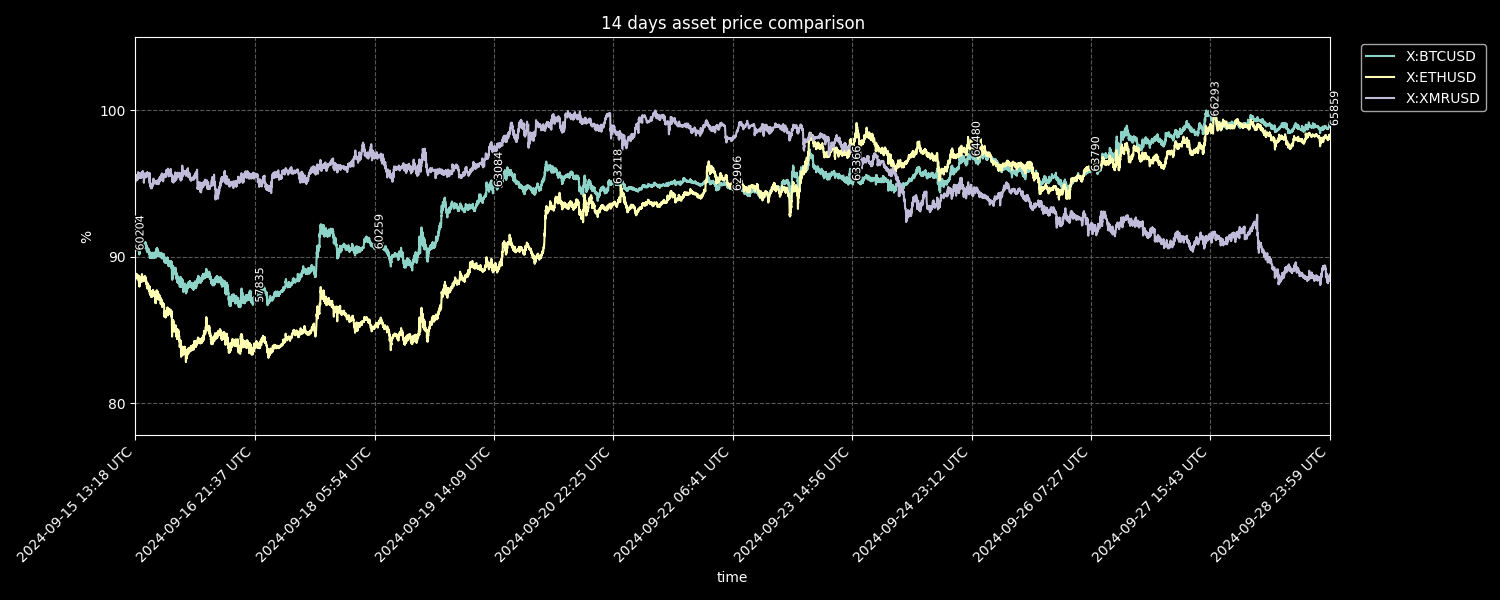 14 days asset price comparison
X:BTCUSD
X:ETHUSD
X:XMRUSD
100
90
80
%
60204
57835
60259
63084
63218
62906
63366
64480
63790
66293
65859
2024-09-15 13:18 UTC
2024-09-16 21:37 UTC
2024-09-18 05:54 UTC
2024-09-19 14:09 UTC
2024-09-20 22:25 UTC
2024-09-22 06:41 UTC
2024-09-23 14:56 UTC
2024-09-24 23:12 UTC
2024-09-26 07:27 UTC
2024-09-27 15:43 UTC
2024-09-28 23:59 UTC
time